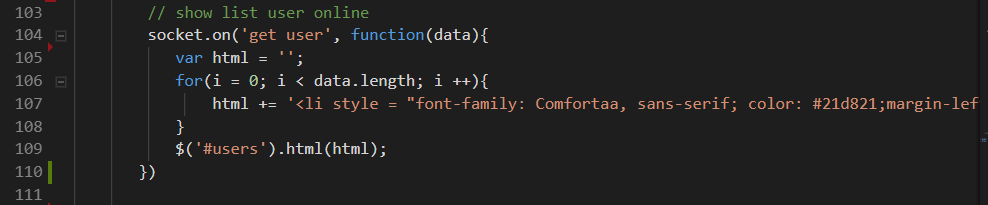 103 // show list user online
104 socket.on('get user', function(data){
105 var html = '';
106 for(i = 0; i < data.length; i ++){
107 html += '<li style = "font-family: Comfortaa, sans-serif; color: #21d821;margin-lef
108 }
109 $('#users').html(html);
110 })
111